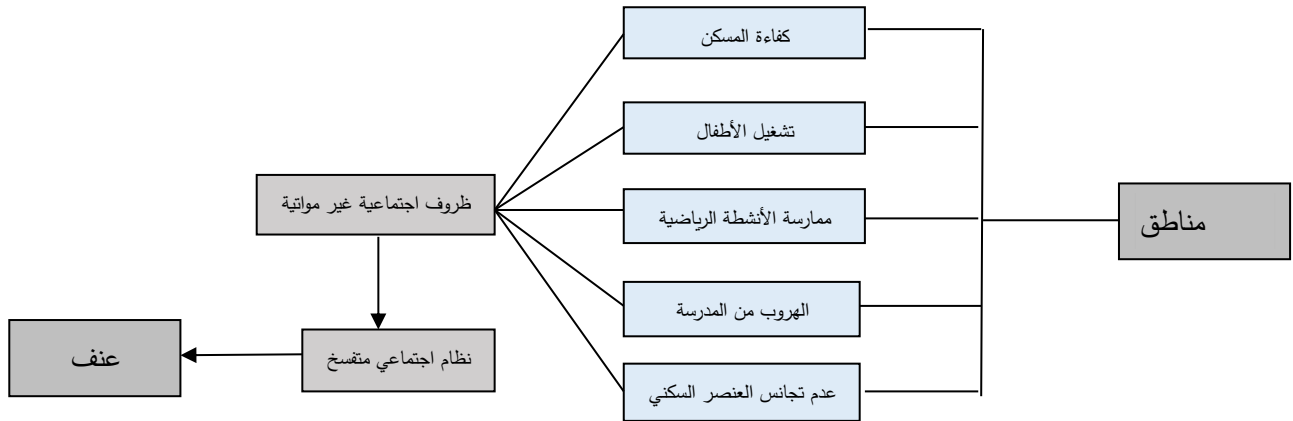 مناطق
كفاءة المسكن
تشغيل الأطفال
ممارسة الأنشطة الرياضية
الهروب من المدرسة
عدم تجانس العنصر السكني
ظروف اجتماعية غير مواتية
نظام اجتماعي متفسخ
عنف